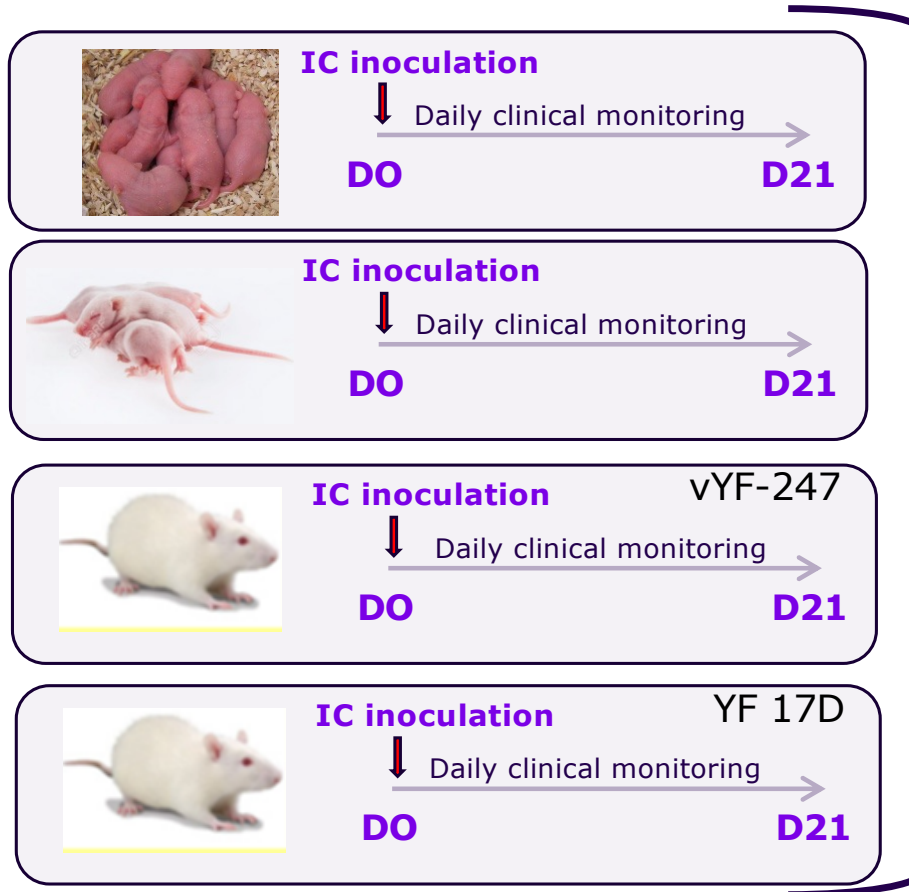 IC inoculation
Daily clinical monitoring
DO
D21
IC inoculation
Daily clinical monitoring
DO
D21
vYF-247
IC inoculation
Daily clinical monitoring
DO
D21
YF 17D
IC inoculation
Daily clinical monitoring
DO
D21